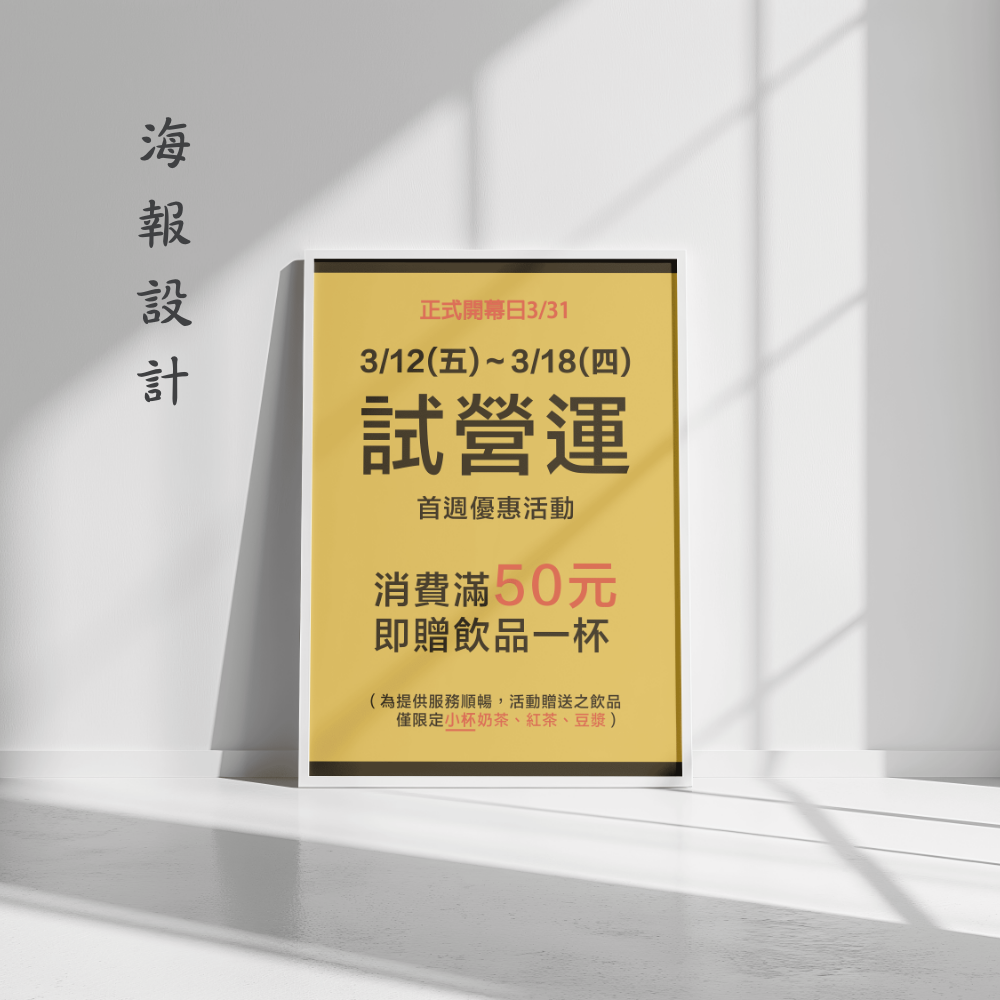 海報設計
正式開幕日3/31
3/12(五)~3/18(四)
試營運
首週優惠活動
消費滿50元
即贈飲品一杯
(為提供服務順暢,活動贈送之飲品
僅限定小杯奶茶、紅茶、豆漿)